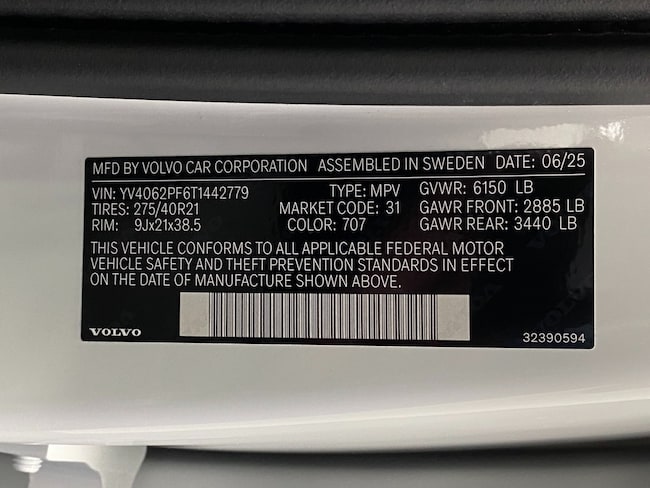 MFD BY VOLVO CAR CORPORATION ASSEMBLED IN SWEDEN DATE: 06/25
VIN: YV4062PF6T1442779 TYPE: MPV GVWR: 6150 LB
TIRES: 275/40R21 MARKET CODE: 31 GAWR FRONT: 2885 LB
RIM: 9Jx21x38.5 COLOR: 707 GAWR REAR: 3440 LB
THIS VEHICLE CONFORMS TO ALL APPLICABLE FEDERAL MOTOR
VEHICLE SAFETY AND THEFT PREVENTION STANDARDS IN EFFECT
ON THE DATE OF MANUFACTURE SHOWN ABOVE.
VOLVO 32390594